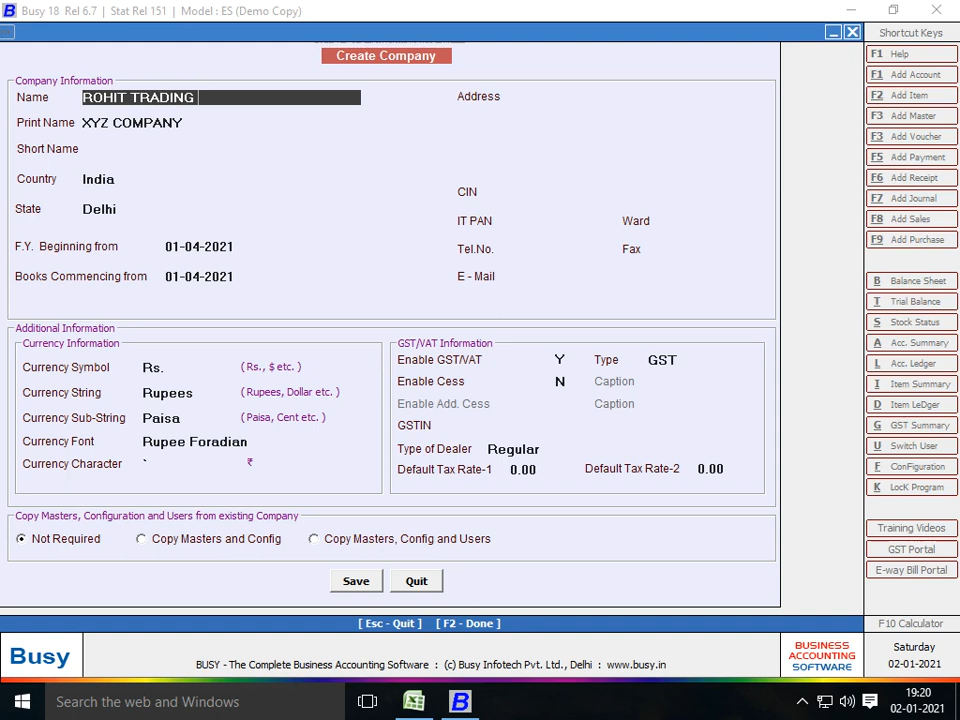 Busy 18 Rel 6.7 | Stat Rel 151 | Model : ES (Demo Copy)
Shortcut Keys
Create Company
F1 Help
F1 Add Account
F2 Add Item
F3 Add Master
F3 Add Voucher
F5 Add Payment
F6 Add Receipt
F7 Add Journal
F8 Add Sales
F9 Add Purchase
B Balance Sheet
T Trial Balance
S Stock Status
A Acc. Summary
L Acc. Ledger
I Item Summary
D Item LeDger
G GST Summary
U Switch User
F ConFiguration
K LocK Program
Training Videos
GST Portal
E-way Bill Portal
F10 Calculator
Company Information
Name ROHIT TRADING
Address
Print Name XYZ COMPANY
Short Name
Country India
CIN
State Delhi
IT PAN Ward
F.Y. Beginning from 01-04-2021
Tel.No. Fax
Books Commencing from 01-04-2021
E - Mail
Additional Information
Currency Information
Currency Symbol Rs. (Rs., $ etc. )
Currency String Rupees ( Rupees, Dollar etc. )
Currency Sub-String Paisa (Paisa, Cent etc. )
Currency Font Rupee Foradian
Currency Character ` ₹
GST/VAT Information
Enable GST/VAT Y Type GST
Enable Cess N Caption
Enable Add. Cess Caption
GSTIN
Type of Dealer Regular
Default Tax Rate-1 0.00 Default Tax Rate-2 0.00
Copy Masters, Configuration and Users from existing Company
Not Required Copy Masters and Config Copy Masters, Config and Users
Save Quit
[ Esc - Quit ] [ F2 - Done ]
Busy
BUSY - The Complete Business Accounting Software : (c) Busy Infotech Pvt. Ltd., Delhi : www.busy.in
BUSINESS
ACCOUNTING
SOFTWARE
Saturday
02-01-2021
Search the web and Windows
B
19:20
02-01-2021